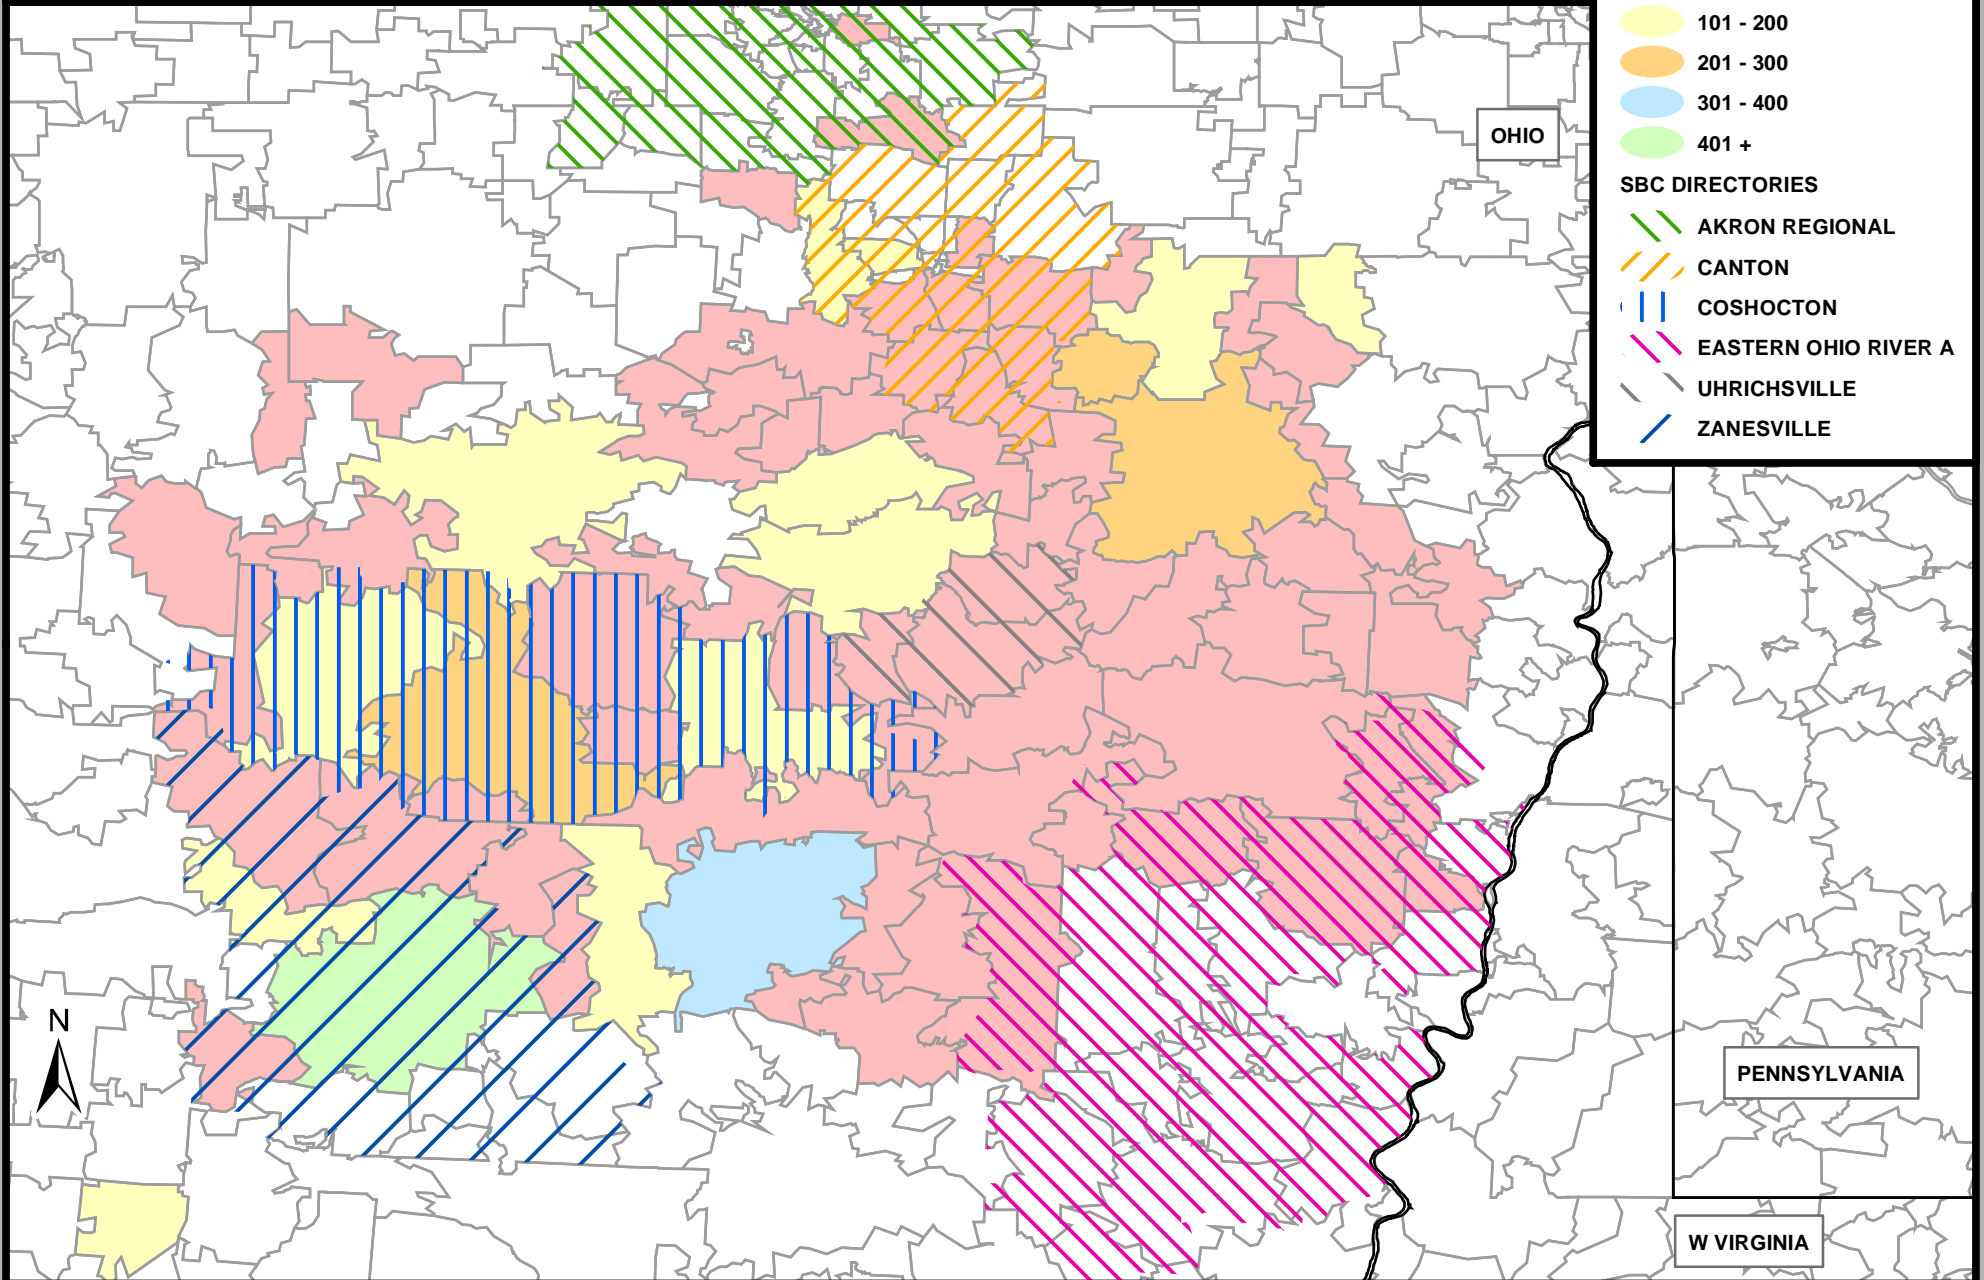 101 - 200
201 - 300
301 - 400
401 +
SBC DIRECTORIES
AKRON REGIONAL
CANTON
COSHOCTON
EASTERN OHIO RIVER A
UHRICHSVILLE
ZANESVILLE
OHIO
N
PENNSYLVANIA
W VIRGINIA